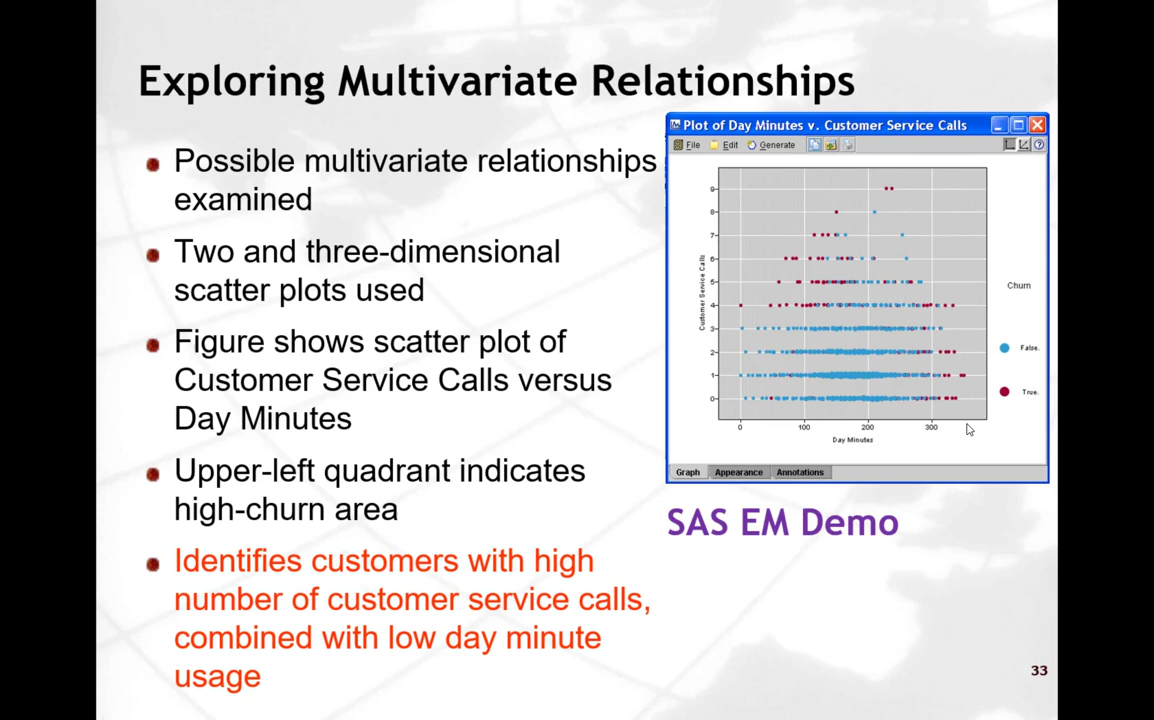 Exploring Multivariate Relationships
Possible multivariate relationships
examined
Two and three-dimensional
scatter plots used
Figure shows scatter plot of
Customer Service Calls versus
Day Minutes
Upper-left quadrant indicates
high-churn area
Identifies customers with high
number of customer service calls,
combined with low day minute
usage
Plot of Day Minutes v. Customer Service Calls
File Edit Generate
9
8
7
6
5
4
3
2
1
0
Customer Service Calls
0 100 200 300
Day Minutes
Churn
False.
True.
Graph Appearance Annotations
SAS EM Demo
33